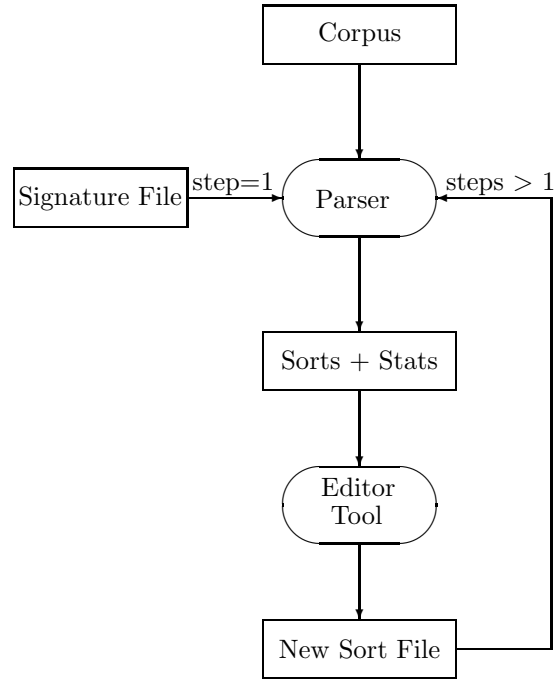 Corpus
step=1
steps > 1
Signature File
Parser
Sorts + Stats
Editor
Tool
New Sort File